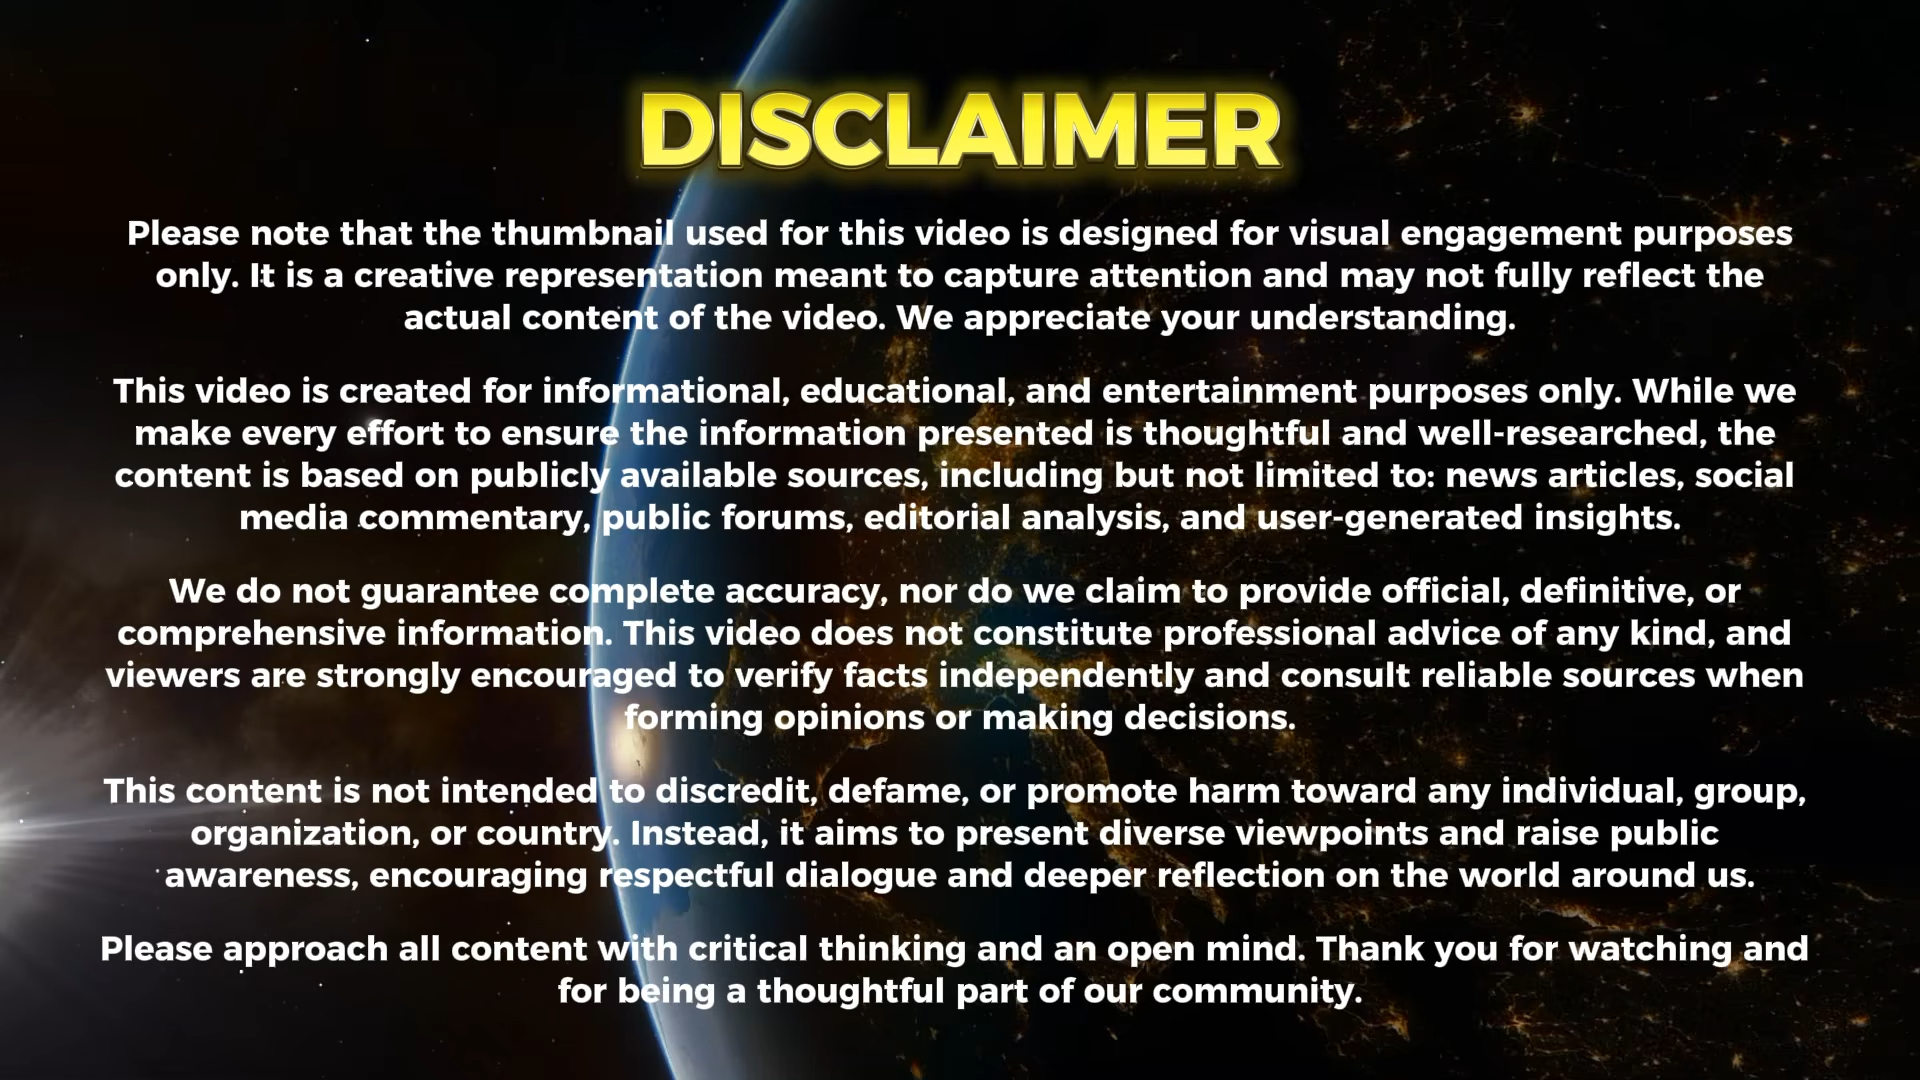 DISCLAIMER
Please note that the thumbnail used for this video is designed for visual engagement purposes
only. It is a creative representation meant to capture attention and may not fully reflect the
actual content of the video. We appreciate your understanding.
This video is created for informational, educational, and entertainment purposes only. While we
make every effort to ensure the information presented is thoughtful and well-researched, the
content is based on publicly available sources, including but not limited to: news articles, social
media commentary, public forums, editorial analysis, and user-generated insights.
We do not guarantee complete accuracy, nor do we claim to provide official, definitive, or
comprehensive information. This video does not constitute professional advice of any kind, and
viewers are strongly encouraged to verify facts independently and consult reliable sources when
forming opinions or making decisions.
This content is not intended to discredit, defame, or promote harm toward any individual, group,
organization, or country. Instead, it aims to present diverse viewpoints and raise public
awareness, encouraging respectful dialogue and deeper reflection on the world around us.
Please approach all content with critical thinking and an open mind. Thank you for watching and
for being a thoughtful part of our community.